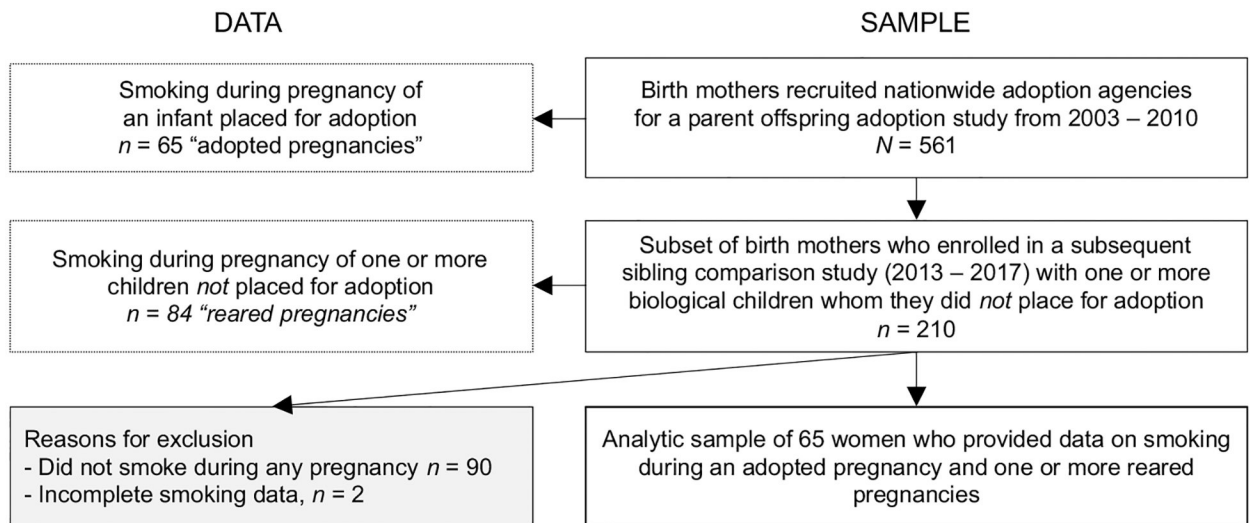 DATA
SAMPLE
Smoking during pregnancy of
an infant placed for adoption
n = 65 “adopted pregnancies”
Birth mothers recruited nationwide adoption agencies
for a parent offspring adoption study from 2003 – 2010
N = 561
Smoking during pregnancy of one or more
children not placed for adoption
n = 84 “reared pregnancies”
Subset of birth mothers who enrolled in a subsequent
sibling comparison study (2013 – 2017) with one or more
biological children whom they did not place for adoption
n = 210
Reasons for exclusion
- Did not smoke during any pregnancy n = 90
- Incomplete smoking data, n = 2
Analytic sample of 65 women who provided data on smoking
during an adopted pregnancy and one or more reared
pregnancies